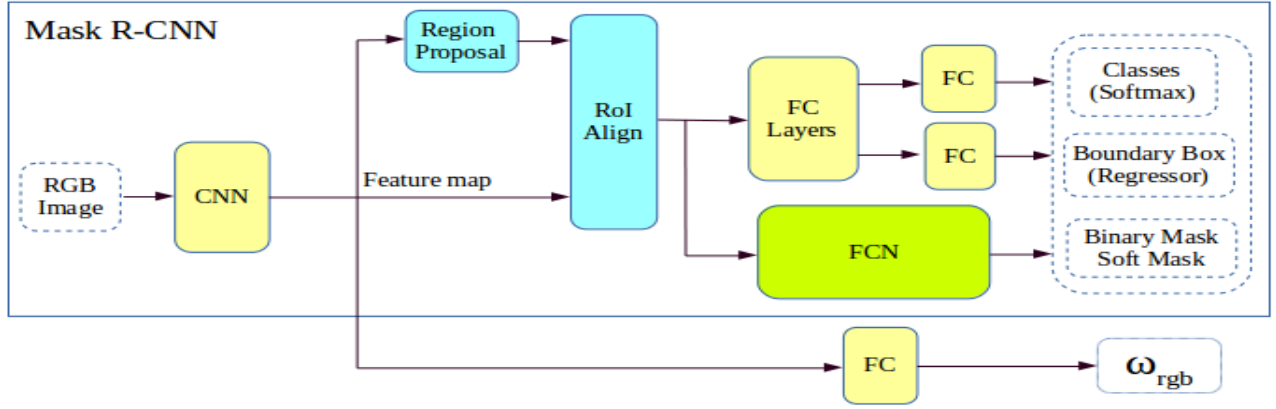 Mask R-CNN
Region
Proposal
RoI
Align
FC
Layers
FC
FC
Classes
(Softmax)
Boundary Box
(Regressor)
RGB
Image
CNN
Feature map
FCN
Binary Mask
Soft Mask
FC
ω_rgb